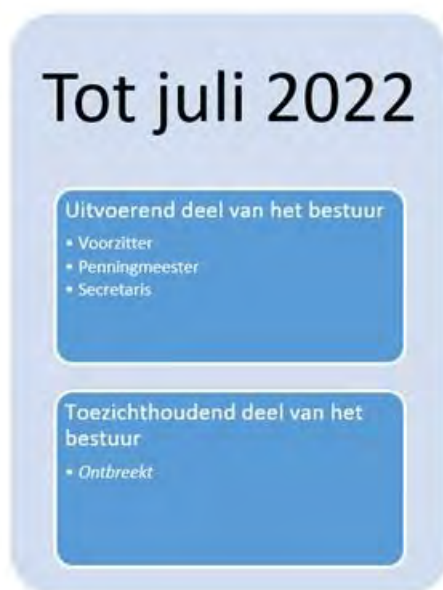 Tot juli 2022
Uitvoerend deel van het bestuur
• Voorzitter
• Penningmeester
• Secretaris
Toezichthoudend deel van het
bestuur
• Ontbreekt